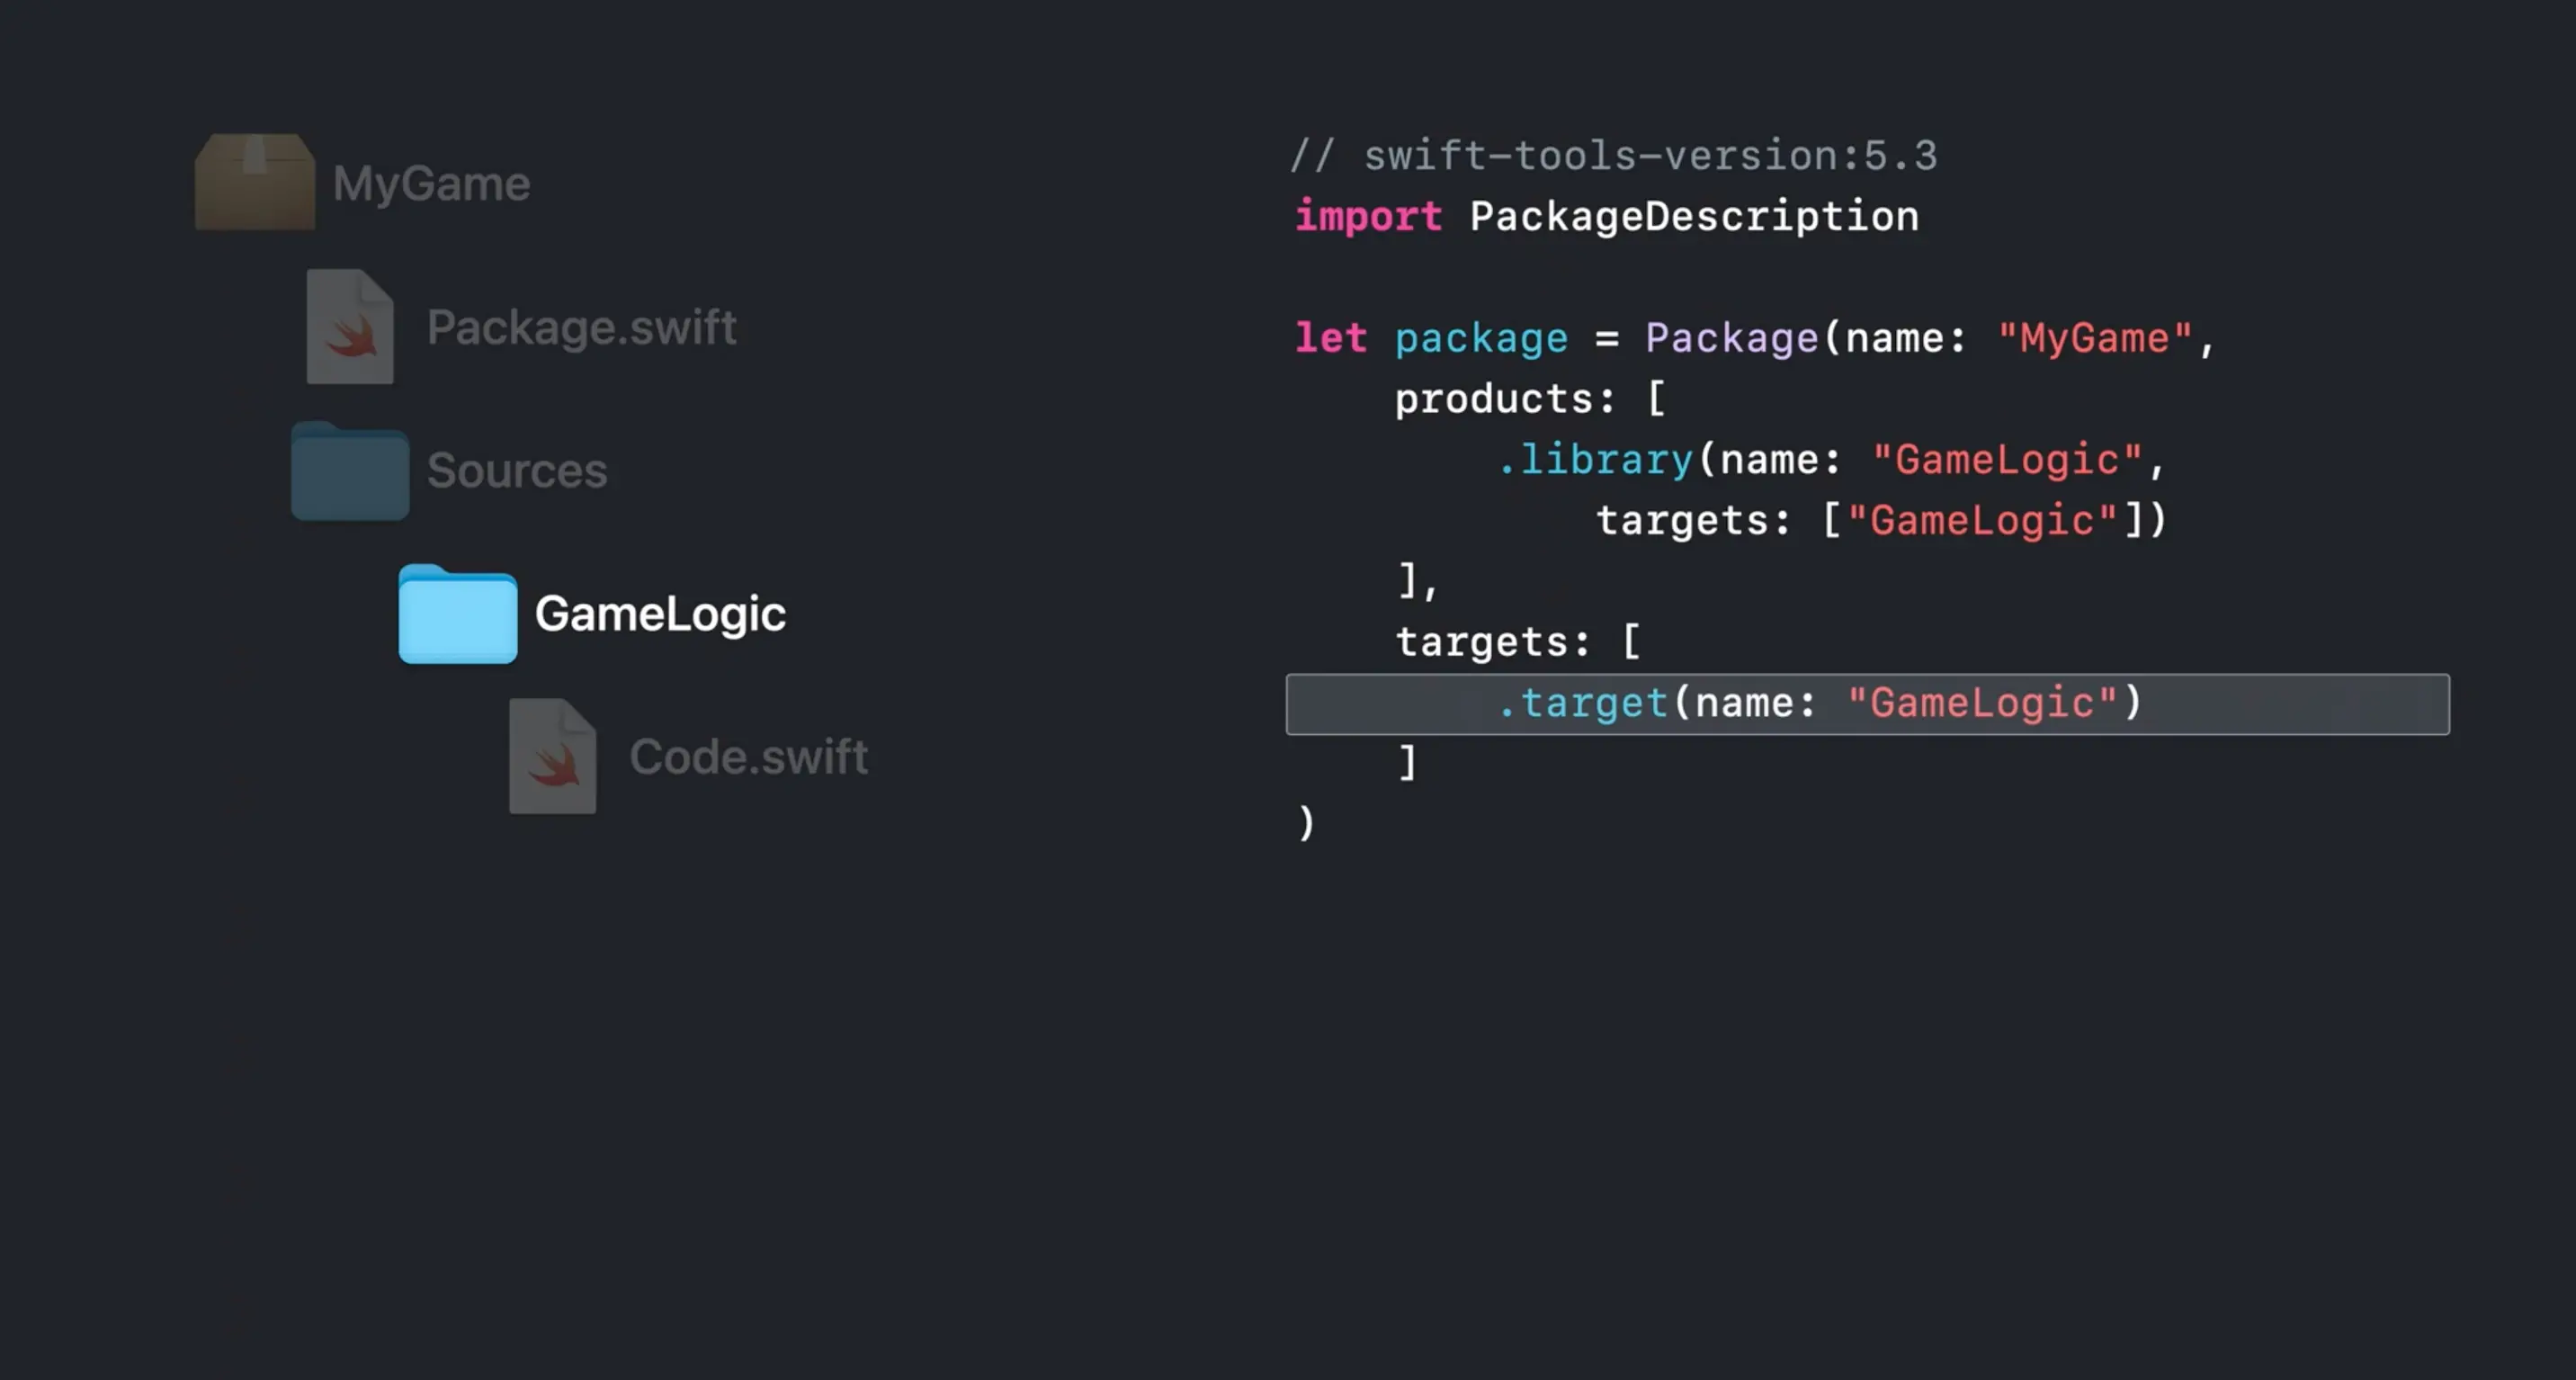 MyGame
Package.swift
Sources
GameLogic
Code.swift
// swift-tools-version:5.3
import PackageDescription
let package = Package(name: "MyGame",
products: [
.library(name: "GameLogic",
targets: ["GameLogic"])
],
targets: [
.target(name: "GameLogic")
]
)